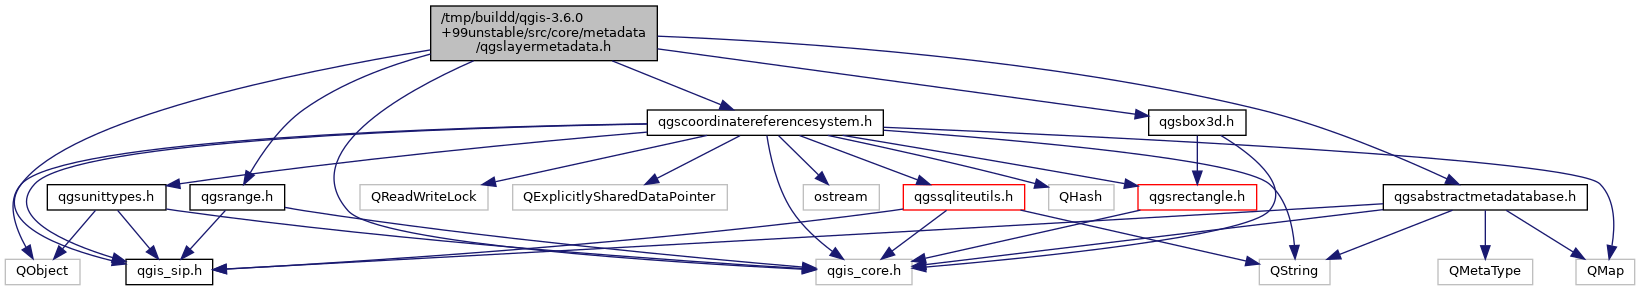 /tmp/buildd/qgis-3.6.0
+99unstable/src/core/metadata
/qgslayermetadata.h
qgscoordinatereferencesystem.h
qgsbox3d.h
qgsunittypes.h
qgsrange.h
QReadWriteLock
QExplicitlySharedDataPointer
ostream
qgssqliteutils.h
QHash
qgsrectangle.h
qgsabstractmetadatabase.h
QObject
qgis_sip.h
qgis_core.h
QString
QMetaType
QMap